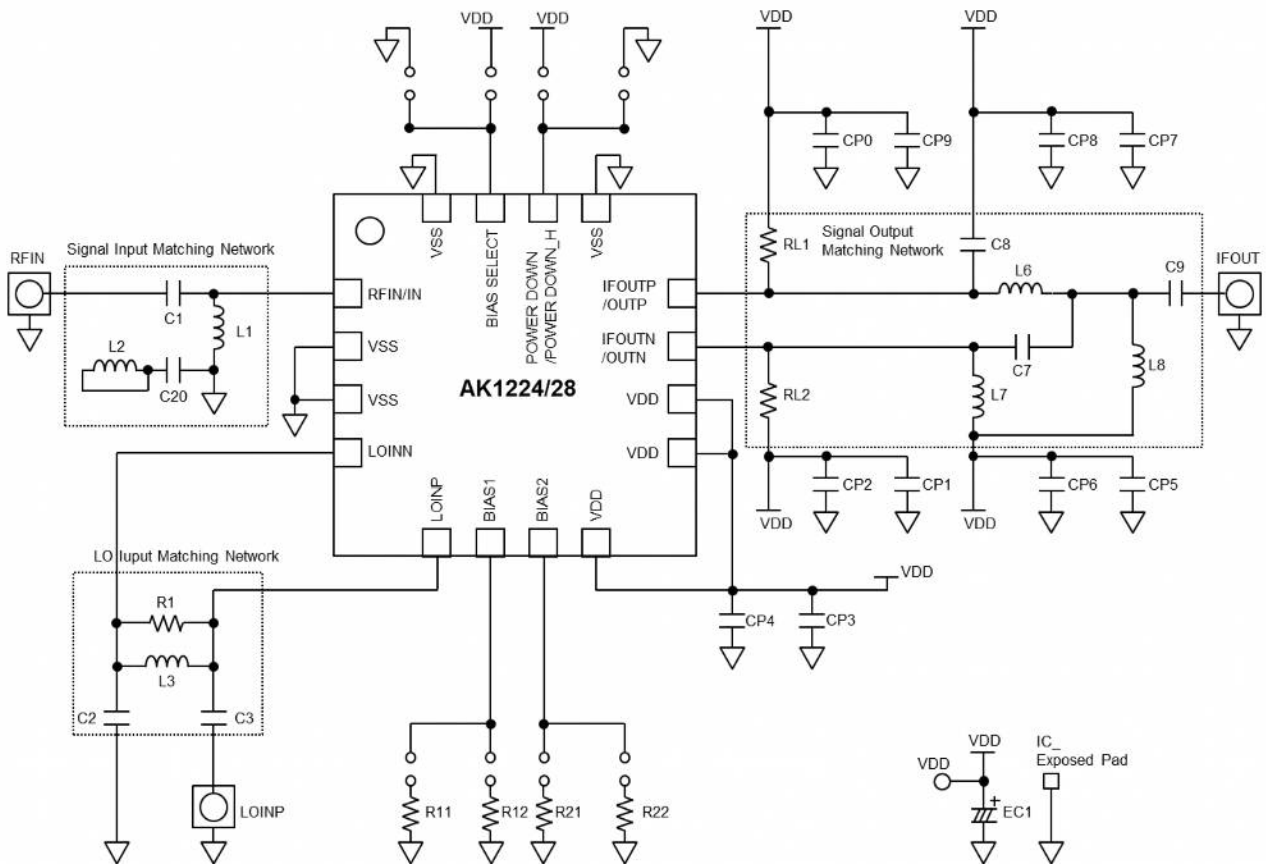 VDD
VDD
VDD
VDD
CP0
CP9
CP8
CP7
VSS
BIAS SELECT
POWER DOWN
/POWER DOWN_H
VSS
Signal Input Matching Network
RFIN
C1
L1
L2
C20
RFIN/IN
VSS
VSS
LOINN
AK1224/28
IFOUTP
/OUTP
IFOUTN
/OUTN
VDD
VDD
Signal Output
Matching Network
RL1
C8
L6
C9
IFOUT
C7
L8
RL2
L7
CP2
CP1
CP6
CP5
VDD
VDD
LOINP
BIAS1
BIAS2
VDD
LO Iuput Matching Network
R1
L3
C2
C3
LOINP
VDD
CP4
CP3
R11
R12
R21
R22
VDD
VDD
EC1
IC_
Exposed Pad